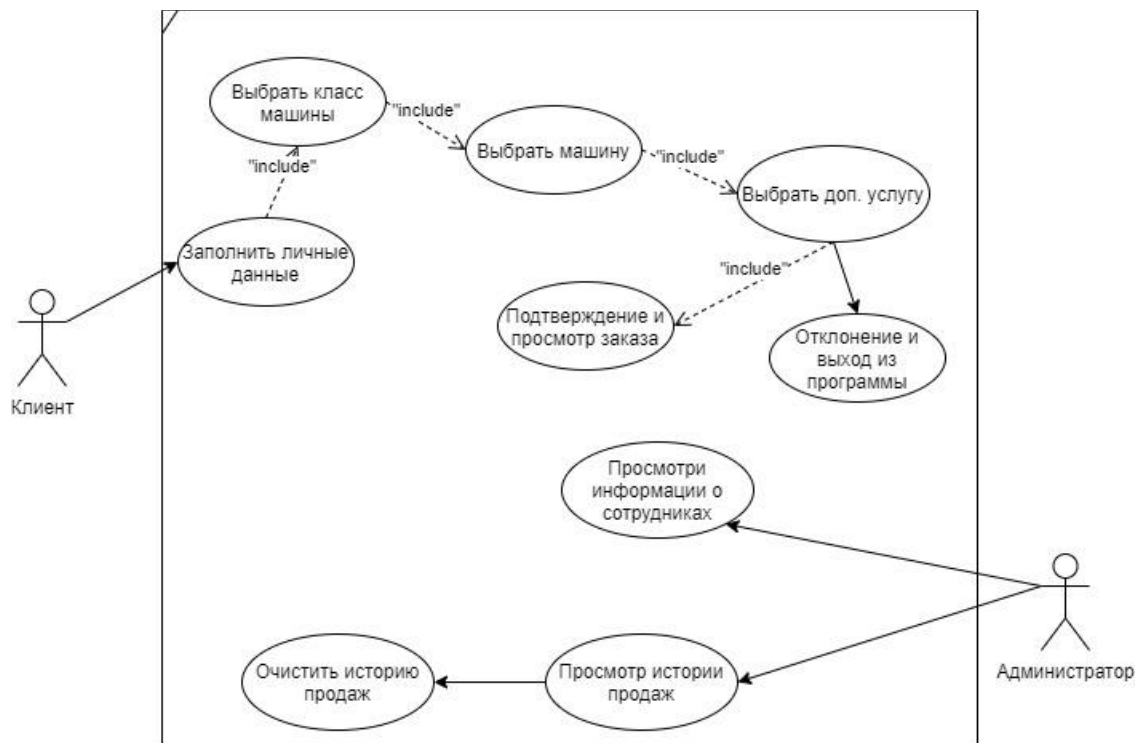 Выбрать класс
машины
"include"
Выбрать машину
"include"
Выбрать доп. услугу
"include"
Заполнить личные
данные
"include"
Подтверждение и
просмотр заказа
Отклонение и
выход из
программы
Клиент
Просмотри
информации о
сотрудниках
Администратор
Очистить историю
продаж
Просмотр истории
продаж